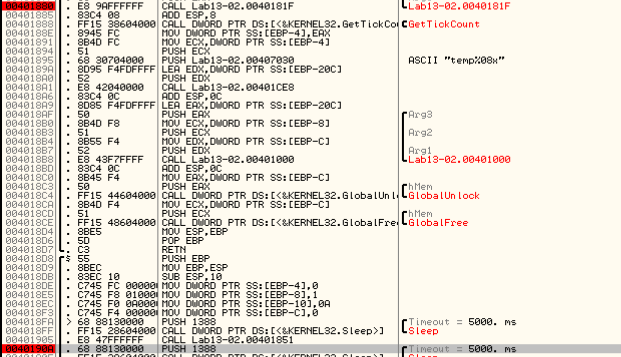 00401880 . E8 9AFFFFFF CALL Lab13-02.0040181F Lab13-02.0040181F
00401885 . 83C4 08 ADD ESP,8
00401888 . FF15 38604000 CALL DWORD PTR DS:[<&KERNEL32.GetTickCo GetTickCount
0040188E . 8945 FC MOV DWORD PTR SS:[EBP-4],EAX
00401891 . 8B4D FC MOV ECX,DWORD PTR SS:[EBP-4]
00401894 . 51 PUSH ECX
00401895 . 68 30704000 PUSH Lab13-02.00407030 ASCII "temp%08x"
0040189A . 8D95 F4FDFFFF LEA EDX,DWORD PTR SS:[EBP-20C]
004018A0 . 52 PUSH EDX
004018A1 . E8 42040000 CALL Lab13-02.00401CE8
004018A6 . 83C4 0C ADD ESP,0C
004018A9 . 8D85 F4FDFFFF LEA EAX,DWORD PTR SS:[EBP-20C]
004018AF . 50 PUSH EAX Arg3
004018B0 . 8B4D F8 MOV ECX,DWORD PTR SS:[EBP-8]
004018B3 . 51 PUSH ECX Arg2
004018B4 . 8B55 F4 MOV EDX,DWORD PTR SS:[EBP-C]
004018B7 . 52 PUSH EDX Arg1
004018B8 . E8 43F7FFFF CALL Lab13-02.00401000 Lab13-02.00401000
004018BD . 83C4 0C ADD ESP,0C
004018C0 . 8B45 F4 MOV EAX,DWORD PTR SS:[EBP-C]
004018C3 . 50 PUSH EAX hMem
004018C4 . FF15 44604000 CALL DWORD PTR DS:[<&KERNEL32.GlobalUnl GlobalUnlock
004018CA . 8B4D F4 MOV ECX,DWORD PTR SS:[EBP-C]
004018CD . 51 PUSH ECX hMem
004018CE . FF15 48604000 CALL DWORD PTR DS:[<&KERNEL32.GlobalFre GlobalFree
004018D4 . 8BE5 MOV ESP,EBP
004018D6 . 5D POP EBP
004018D7 . C3 RETN
004018D8 $ 55 PUSH EBP
004018D9 . 8BEC MOV EBP,ESP
004018DB . 83EC 10 SUB ESP,10
004018DE . C745 FC 000000 MOV DWORD PTR SS:[EBP-4],0
004018E5 . C745 F8 010000 MOV DWORD PTR SS:[EBP-8],1
004018EC . C745 F0 0A0000 MOV DWORD PTR SS:[EBP-10],0A
004018F3 . C745 F4 000000 MOV DWORD PTR SS:[EBP-C],0
004018FA > 68 88130000 PUSH 1388 Timeout = 5000. ms
004018FF . FF15 28604000 CALL DWORD PTR DS:[<&KERNEL32.Sleep>] Sleep
00401905 . E8 47FFFFFF CALL Lab13-02.00401851
0040190A . 68 88130000 PUSH 1388 Timeout = 5000. ms